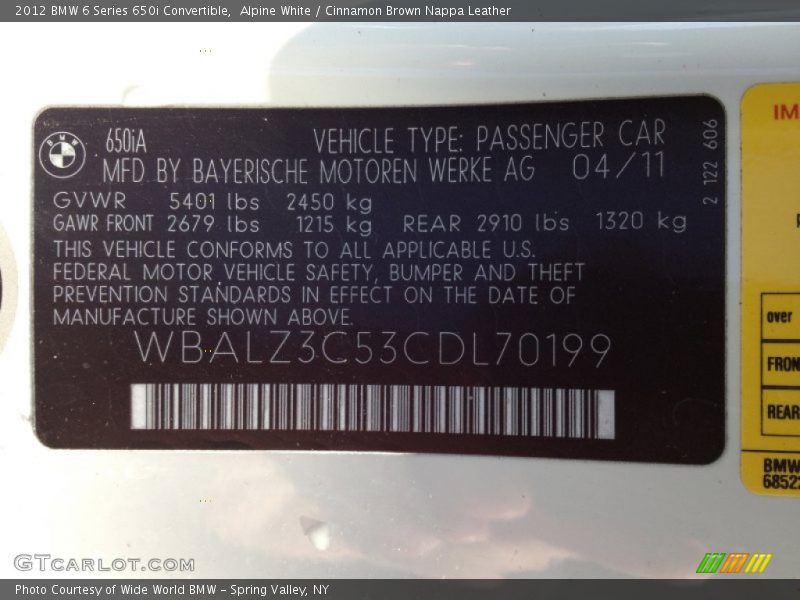 2012 BMW 6 Series 650i Convertible,  Alpine White / Cinnamon Brown Nappa Leather
BMW
650iA
VEHICLE TYPE: PASSENGER CAR
MFD BY BAYERISCHE MOTOREN WERKE AG 04/11
GVWR 5401 lbs 2450 kg
GAWR FRONT 2679 lbs 1215 kg REAR 2910 lbs 1320 kg
THIS VEHICLE CONFORMS TO ALL APPLICABLE U.S.
FEDERAL MOTOR VEHICLE SAFETY, BUMPER AND THEFT
PREVENTION STANDARDS IN EFFECT ON THE DATE OF
MANUFACTURE SHOWN ABOVE.
WBALZ3C53CDL70199
2 122 606
IM
over
FRON
REAR
BMW
6852
GTCARLOT.COM
Photo Courtesy of Wide World BMW – Spring Valley, NY